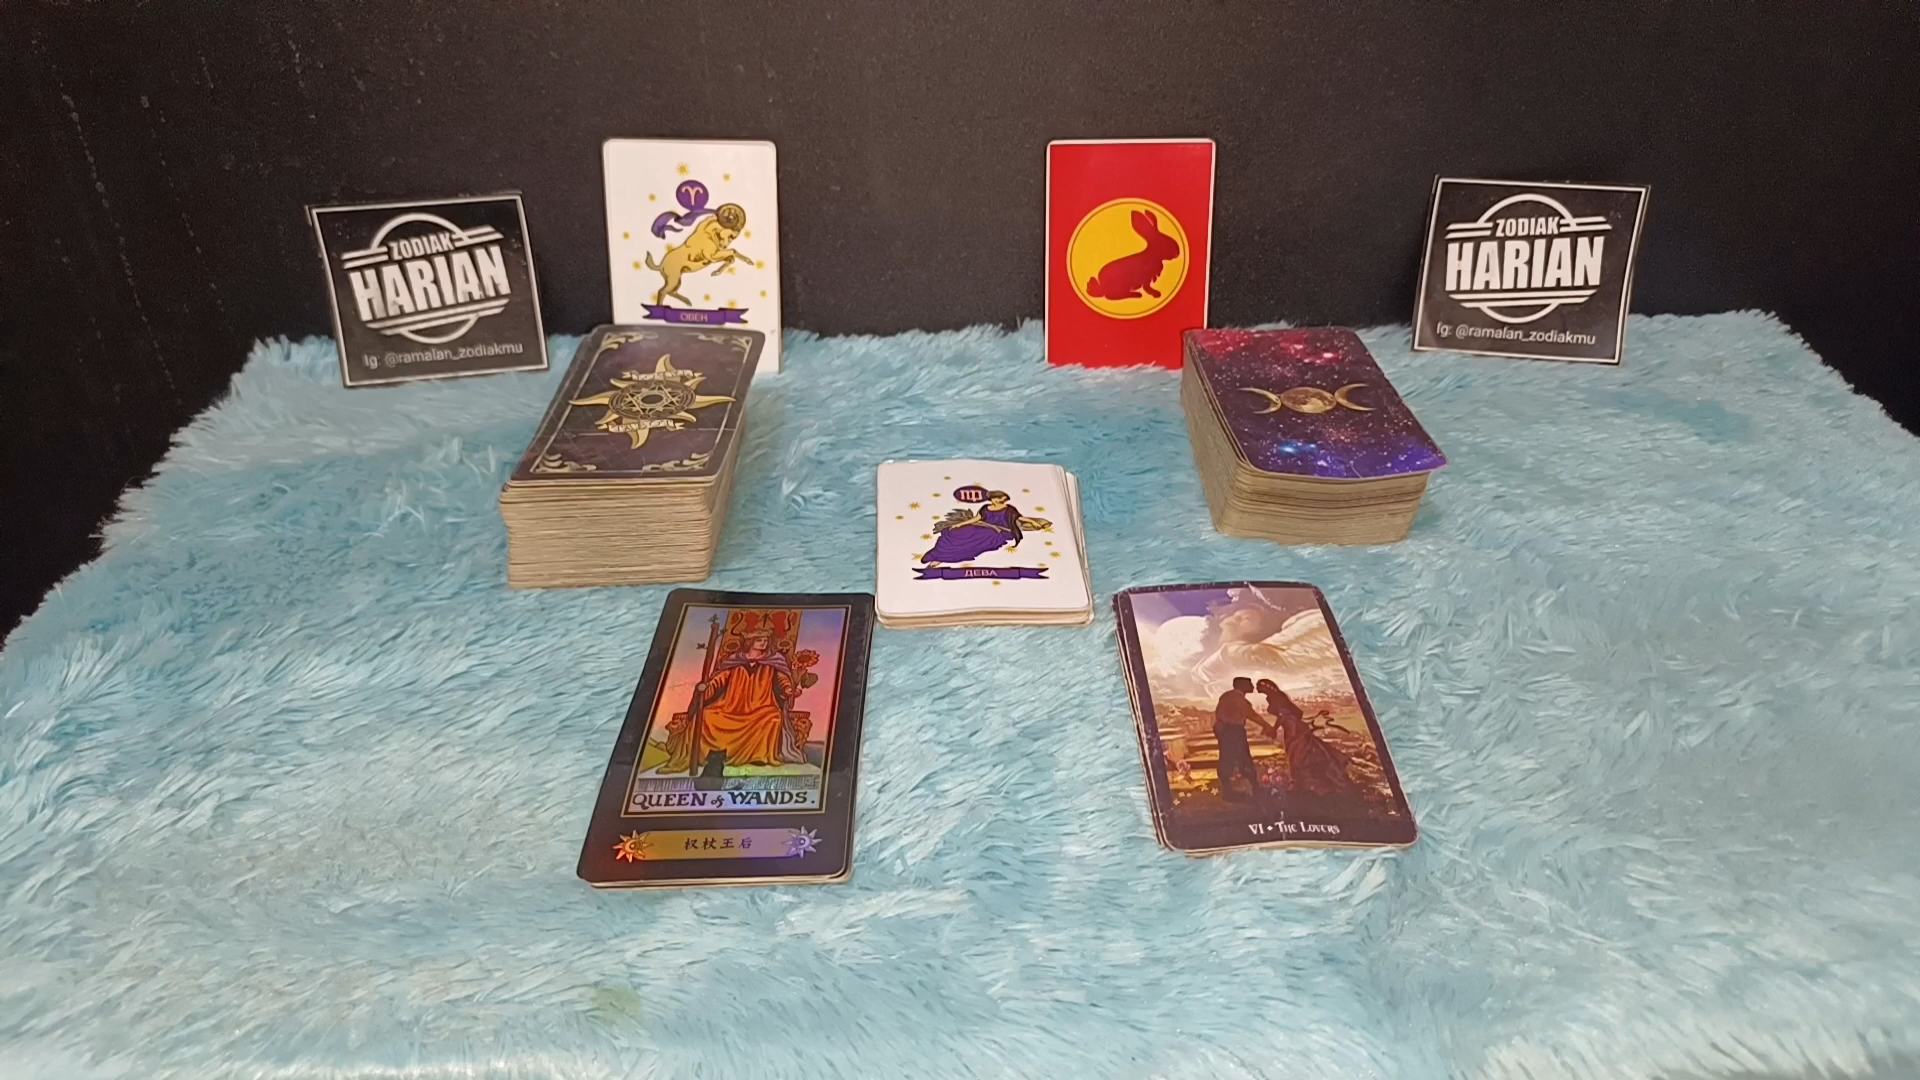 ZODIAK
HARIAN
Ig: @ramalan_zodiakmu
ОВЕН
ZODIAK
HARIAN
Ig: @ramalan_zodiakmu
ДЕВА
QUEEN of WANDS.
权杖王后
VI • THE LOVERS